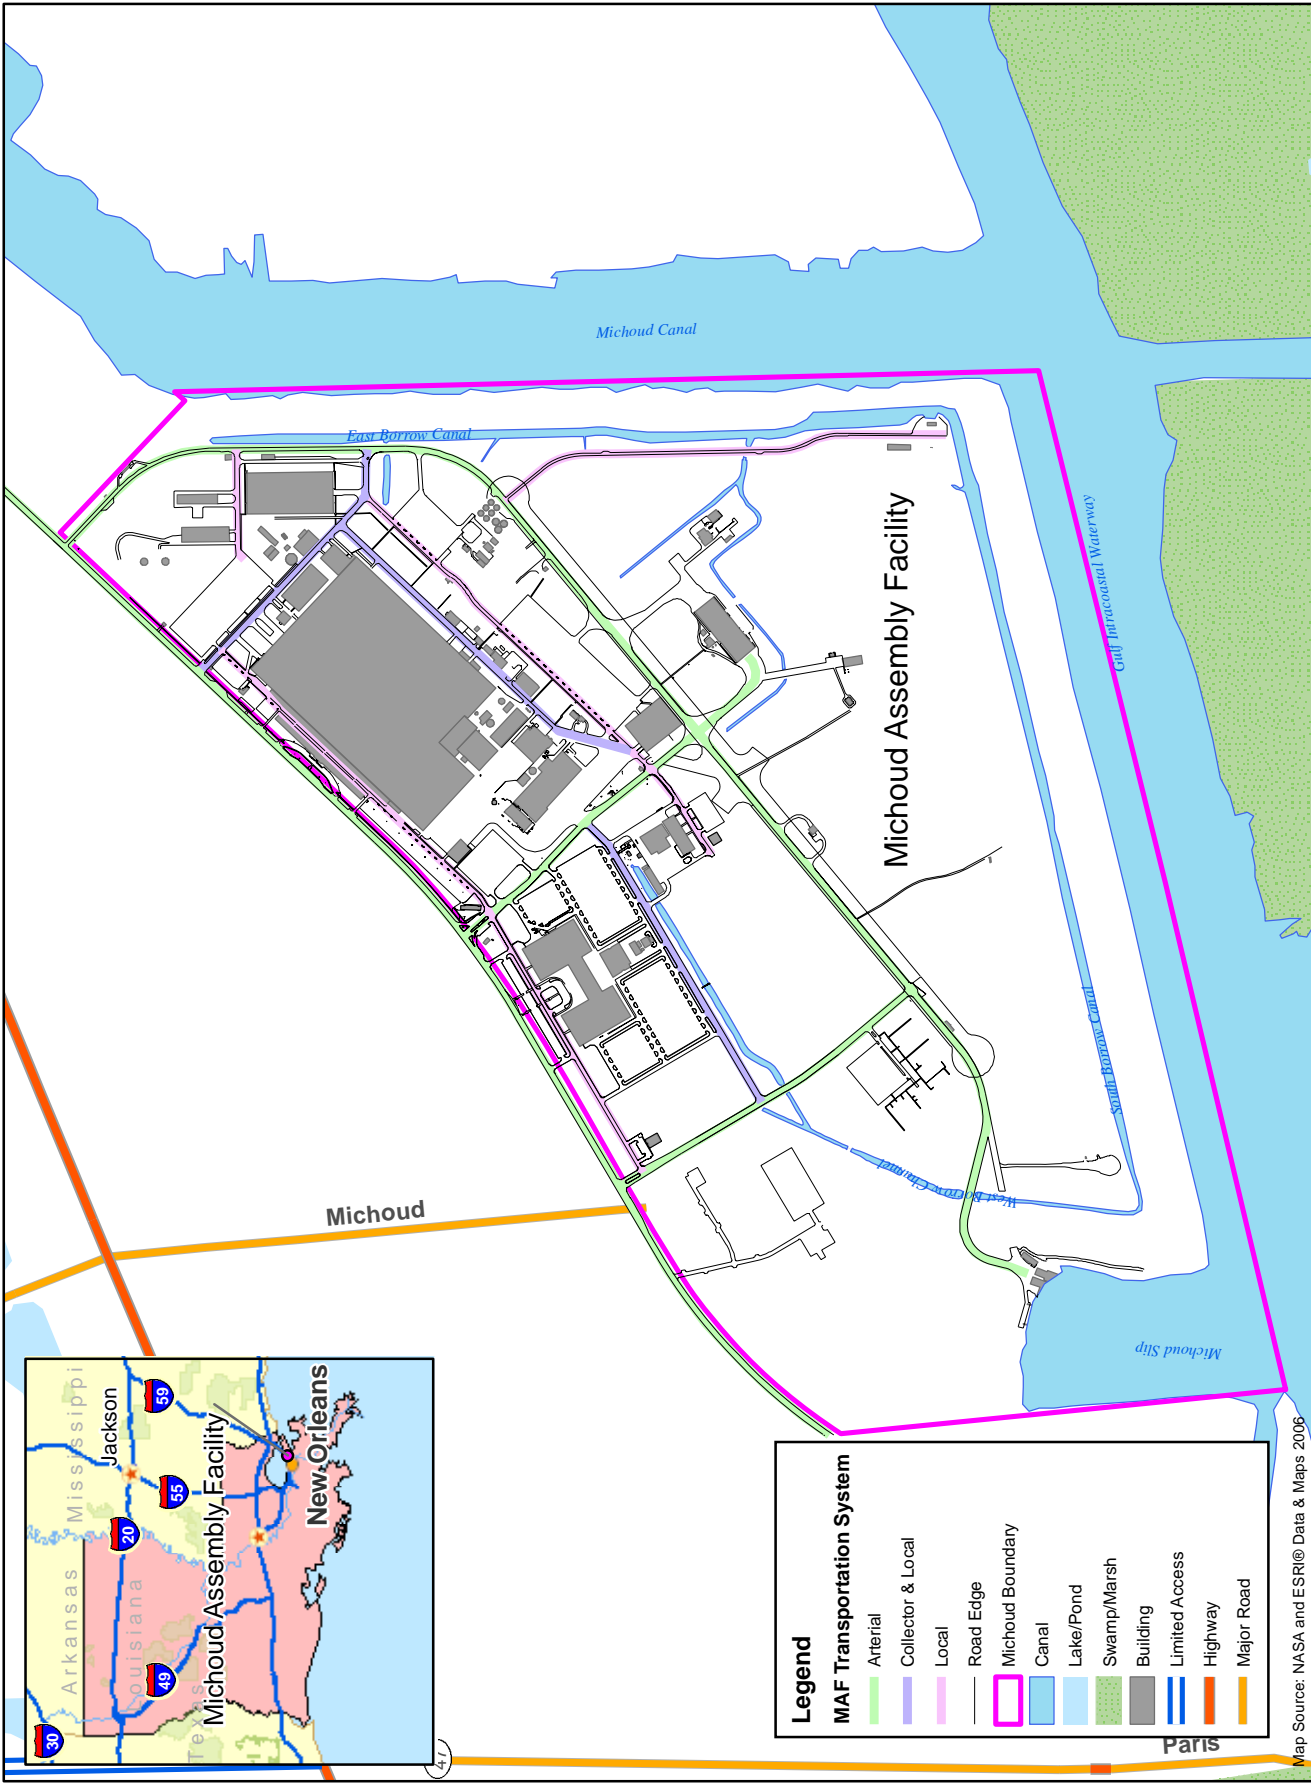 Arkansas
Mississippi
Louisiana
Texas
Jackson
30
49
20
55
59
Michoud Assembly Facility
New Orleans
47
Paris
Michoud
Michoud Canal
East Borrow Canal
Michoud Assembly Facility
Gulf Intracoastal Waterway
South Borrow Canal
West Borrow Channel
Michoud Slip
Legend
MAF Transportation System
Arterial
Collector & Local
Local
Road Edge
Michoud Boundary
Canal
Lake/Pond
Swamp/Marsh
Building
Limited Access
Highway
Major Road
Map Source: NASA and ESRI® Data & Maps 2006